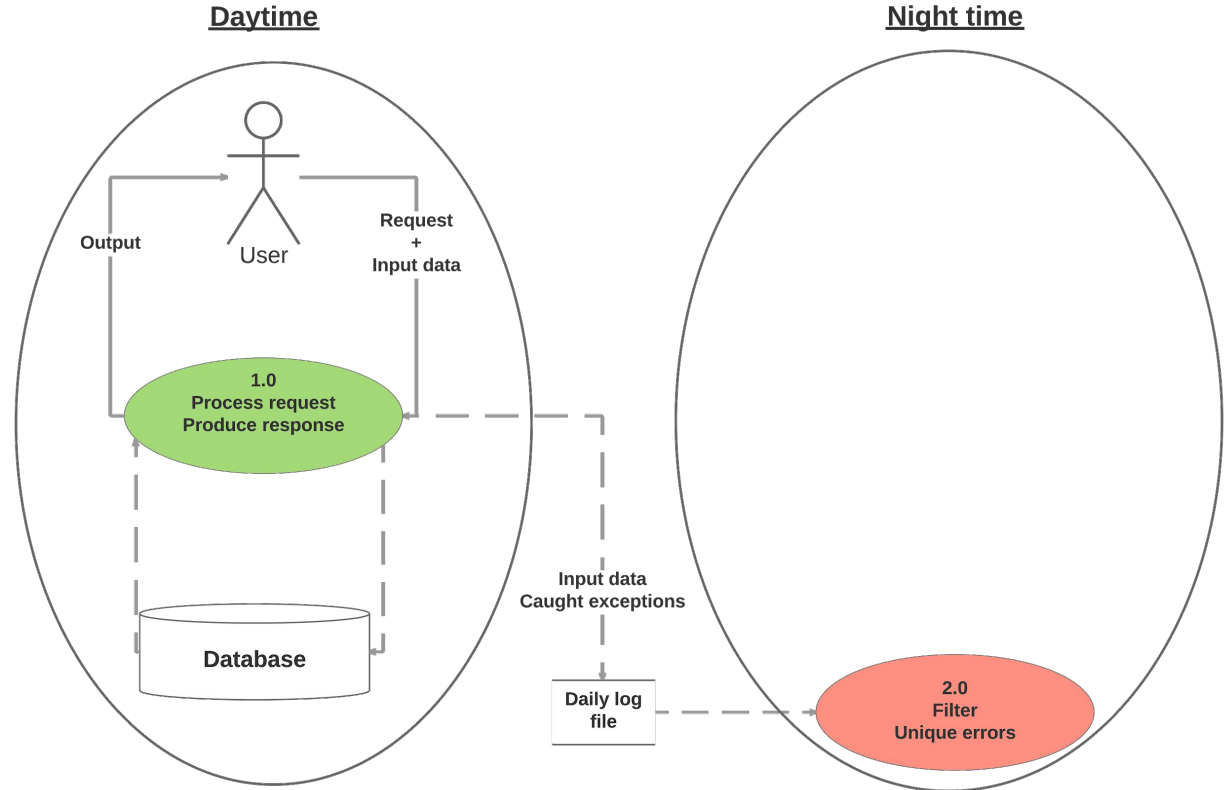 Daytime
Night time
User
Output
Request
+
Input data
1.0
Process request
Produce response
Input data
Caught exceptions
Database
Daily log
file
2.0
Filter
Unique errors